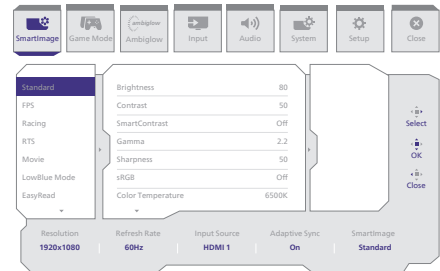 ambiglow
SmartImage Game Mode Ambiglow Input Audio System Setup Close
Standard
FPS
Racing
RTS
Movie
LowBlue Mode
EasyRead
Brightness 80
Contrast 50
SmartContrast Off
Gamma 2.2
Sharpness 50
sRGB Off
Color Temperature 6500K
Select
OK
Close
Resolution Refresh Rate Input Source Adaptive Sync SmartImage
1920x1080 60Hz HDMI 1 On Standard